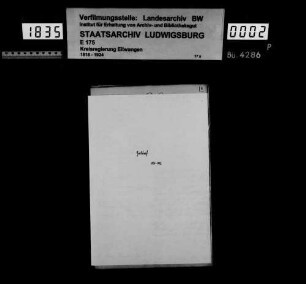 1835
Verfilmungsstelle: Landesarchiv BW
Institut für Erhaltung von Archiv- und Bibliotheksgut
STAATSARCHIV LUDWIGSBURG
E 175
Kreisregierung Ellwangen
1818 - 1924
0002
Bü. 4286